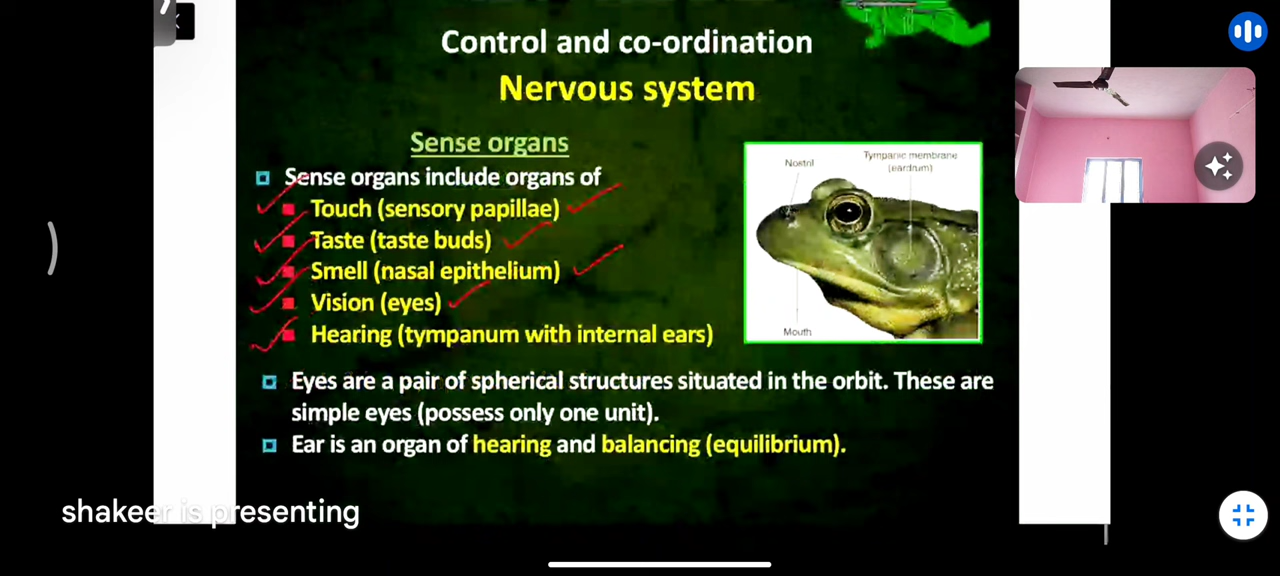 Control and co-ordination
Nervous system
Sense organs
Sense organs include organs of
Touch (sensory papillae)
Taste (taste buds)
Smell (nasal epithelium)
Vision (eyes)
Hearing (tympanum with internal ears)
Nostril
Tympanic membrane
(eardrum)
Mouth
Eyes are a pair of spherical structures situated in the orbit. These are
simple eyes (possess only one unit).
Ear is an organ of hearing and balancing (equilibrium).
shakeer is presenting